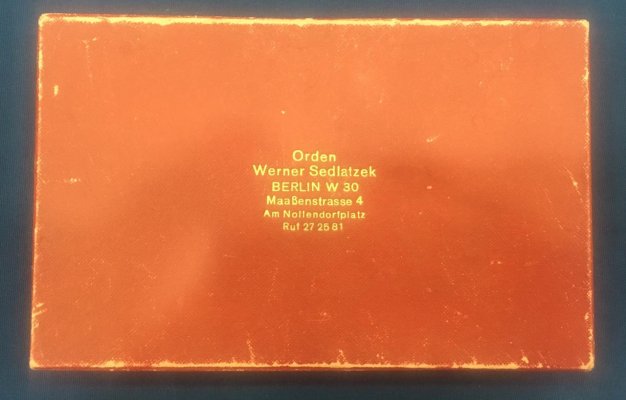 Orden
Werner Sedlatzek
BERLIN W 30
Maaßenstrasse 4
Am Nollendorfplatz
Ruf 27 25 81